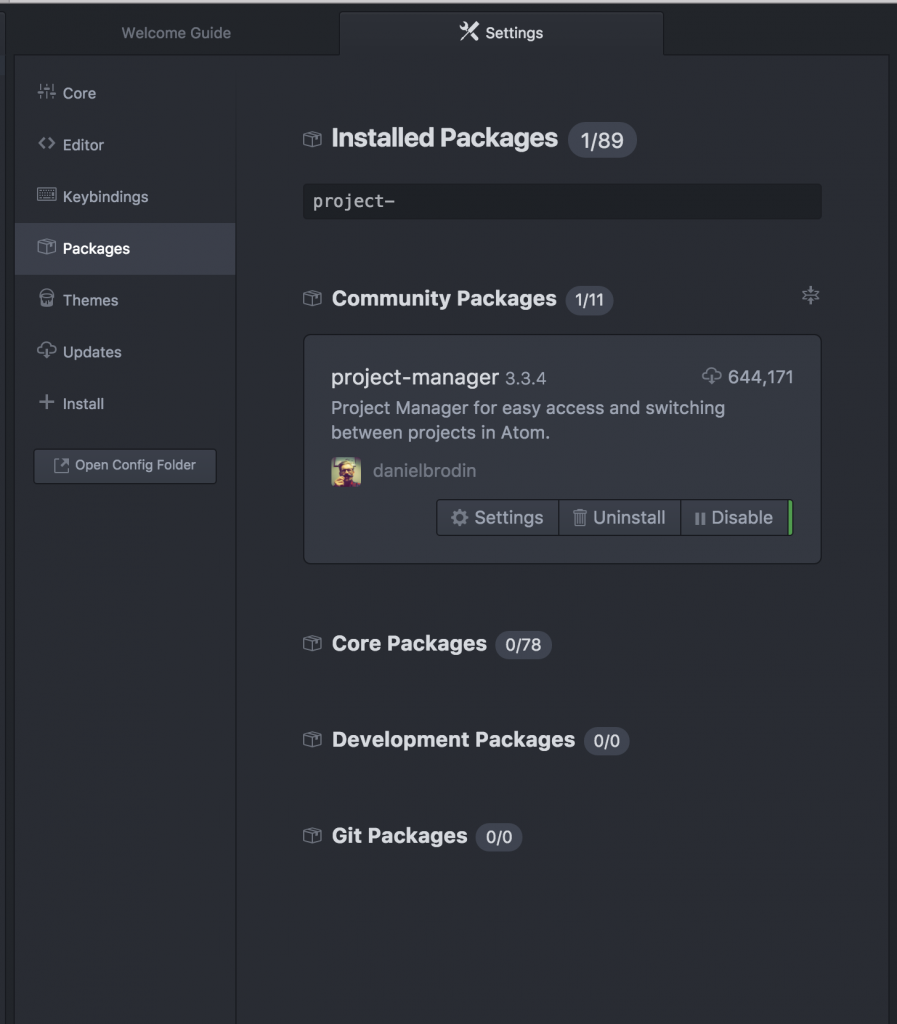 Welcome Guide
Settings
Core
Editor
Keybindings
Packages
Themes
Updates
Install
Open Config Folder
Installed Packages 1/89
project-
Community Packages 1/11
project-manager 3.3.4 644,171
Project Manager for easy access and switching
between projects in Atom.
danielbrodin
Settings Uninstall Disable
Core Packages 0/78
Development Packages 0/0
Git Packages 0/0